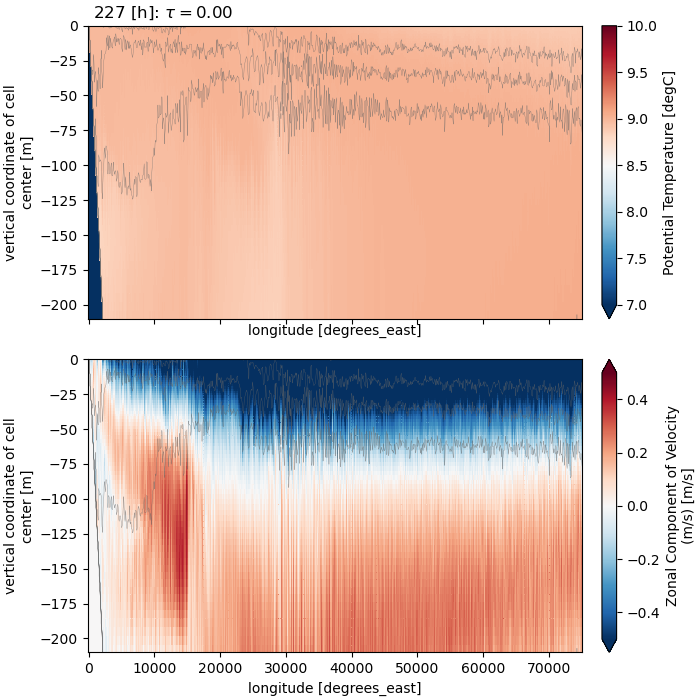 227 [h]: τ = 0.00
0
−25
−50
−75
−100
−125
−150
−175
−200
vertical coordinate of cell
center [m]
longitude [degrees_east]
10.0
9.5
9.0
8.5
8.0
7.5
7.0
Potential Temperature [degC]
0
−25
−50
−75
−100
−125
−150
−175
−200
vertical coordinate of cell
center [m]
0 10000 20000 30000 40000 50000 60000 70000
longitude [degrees_east]
0.4
0.2
0.0
−0.2
−0.4
Zonal Component of Velocity
(m/s) [m/s]